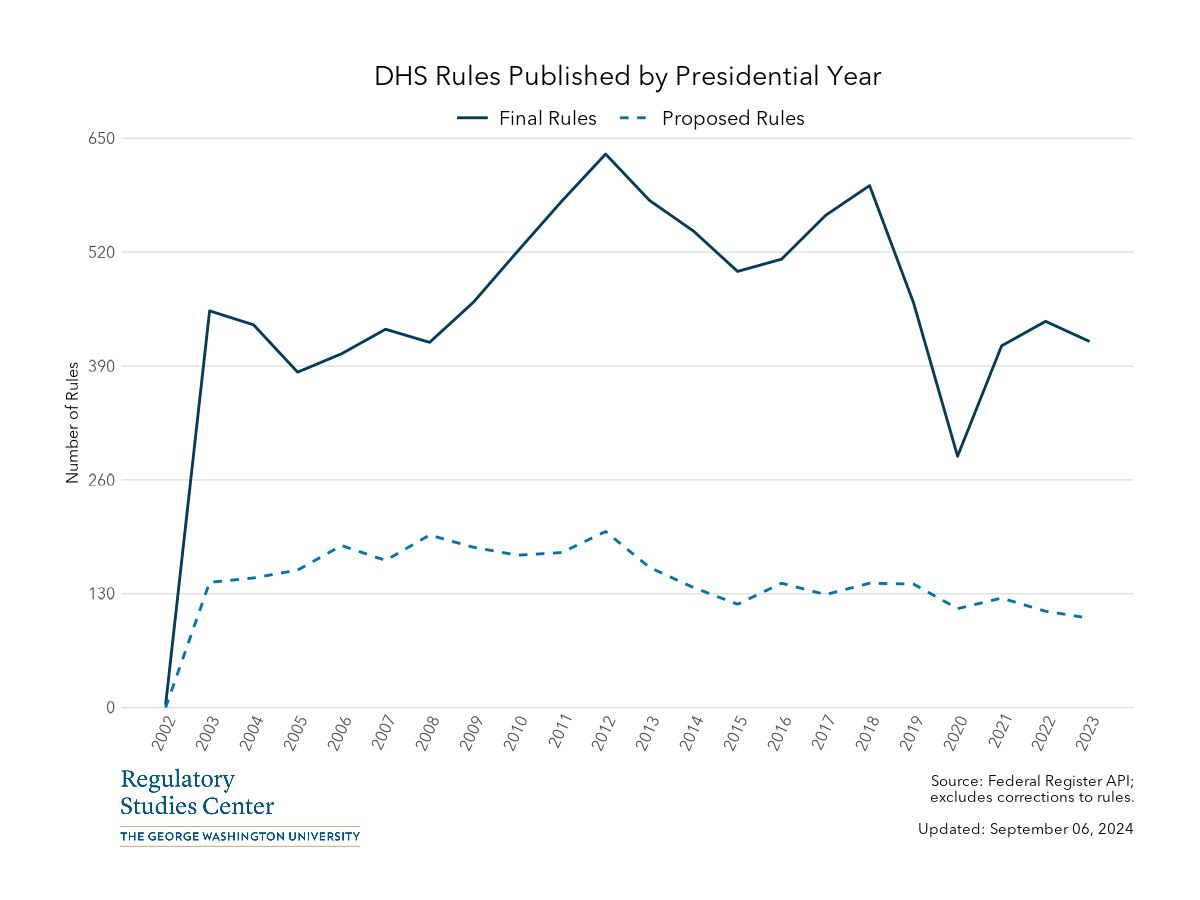 DHS Rules Published by Presidential Year
Final Rules Proposed Rules
650
520
390
260
130
0
Number of Rules
2002 2003 2004 2005 2006 2007 2008 2009 2010 2011 2012 2013 2014 2015 2016 2017 2018 2019 2020 2021 2022 2023
Regulatory
Studies Center
THE GEORGE WASHINGTON UNIVERSITY
Source: Federal Register API;
excludes corrections to rules.
Updated: September 06, 2024